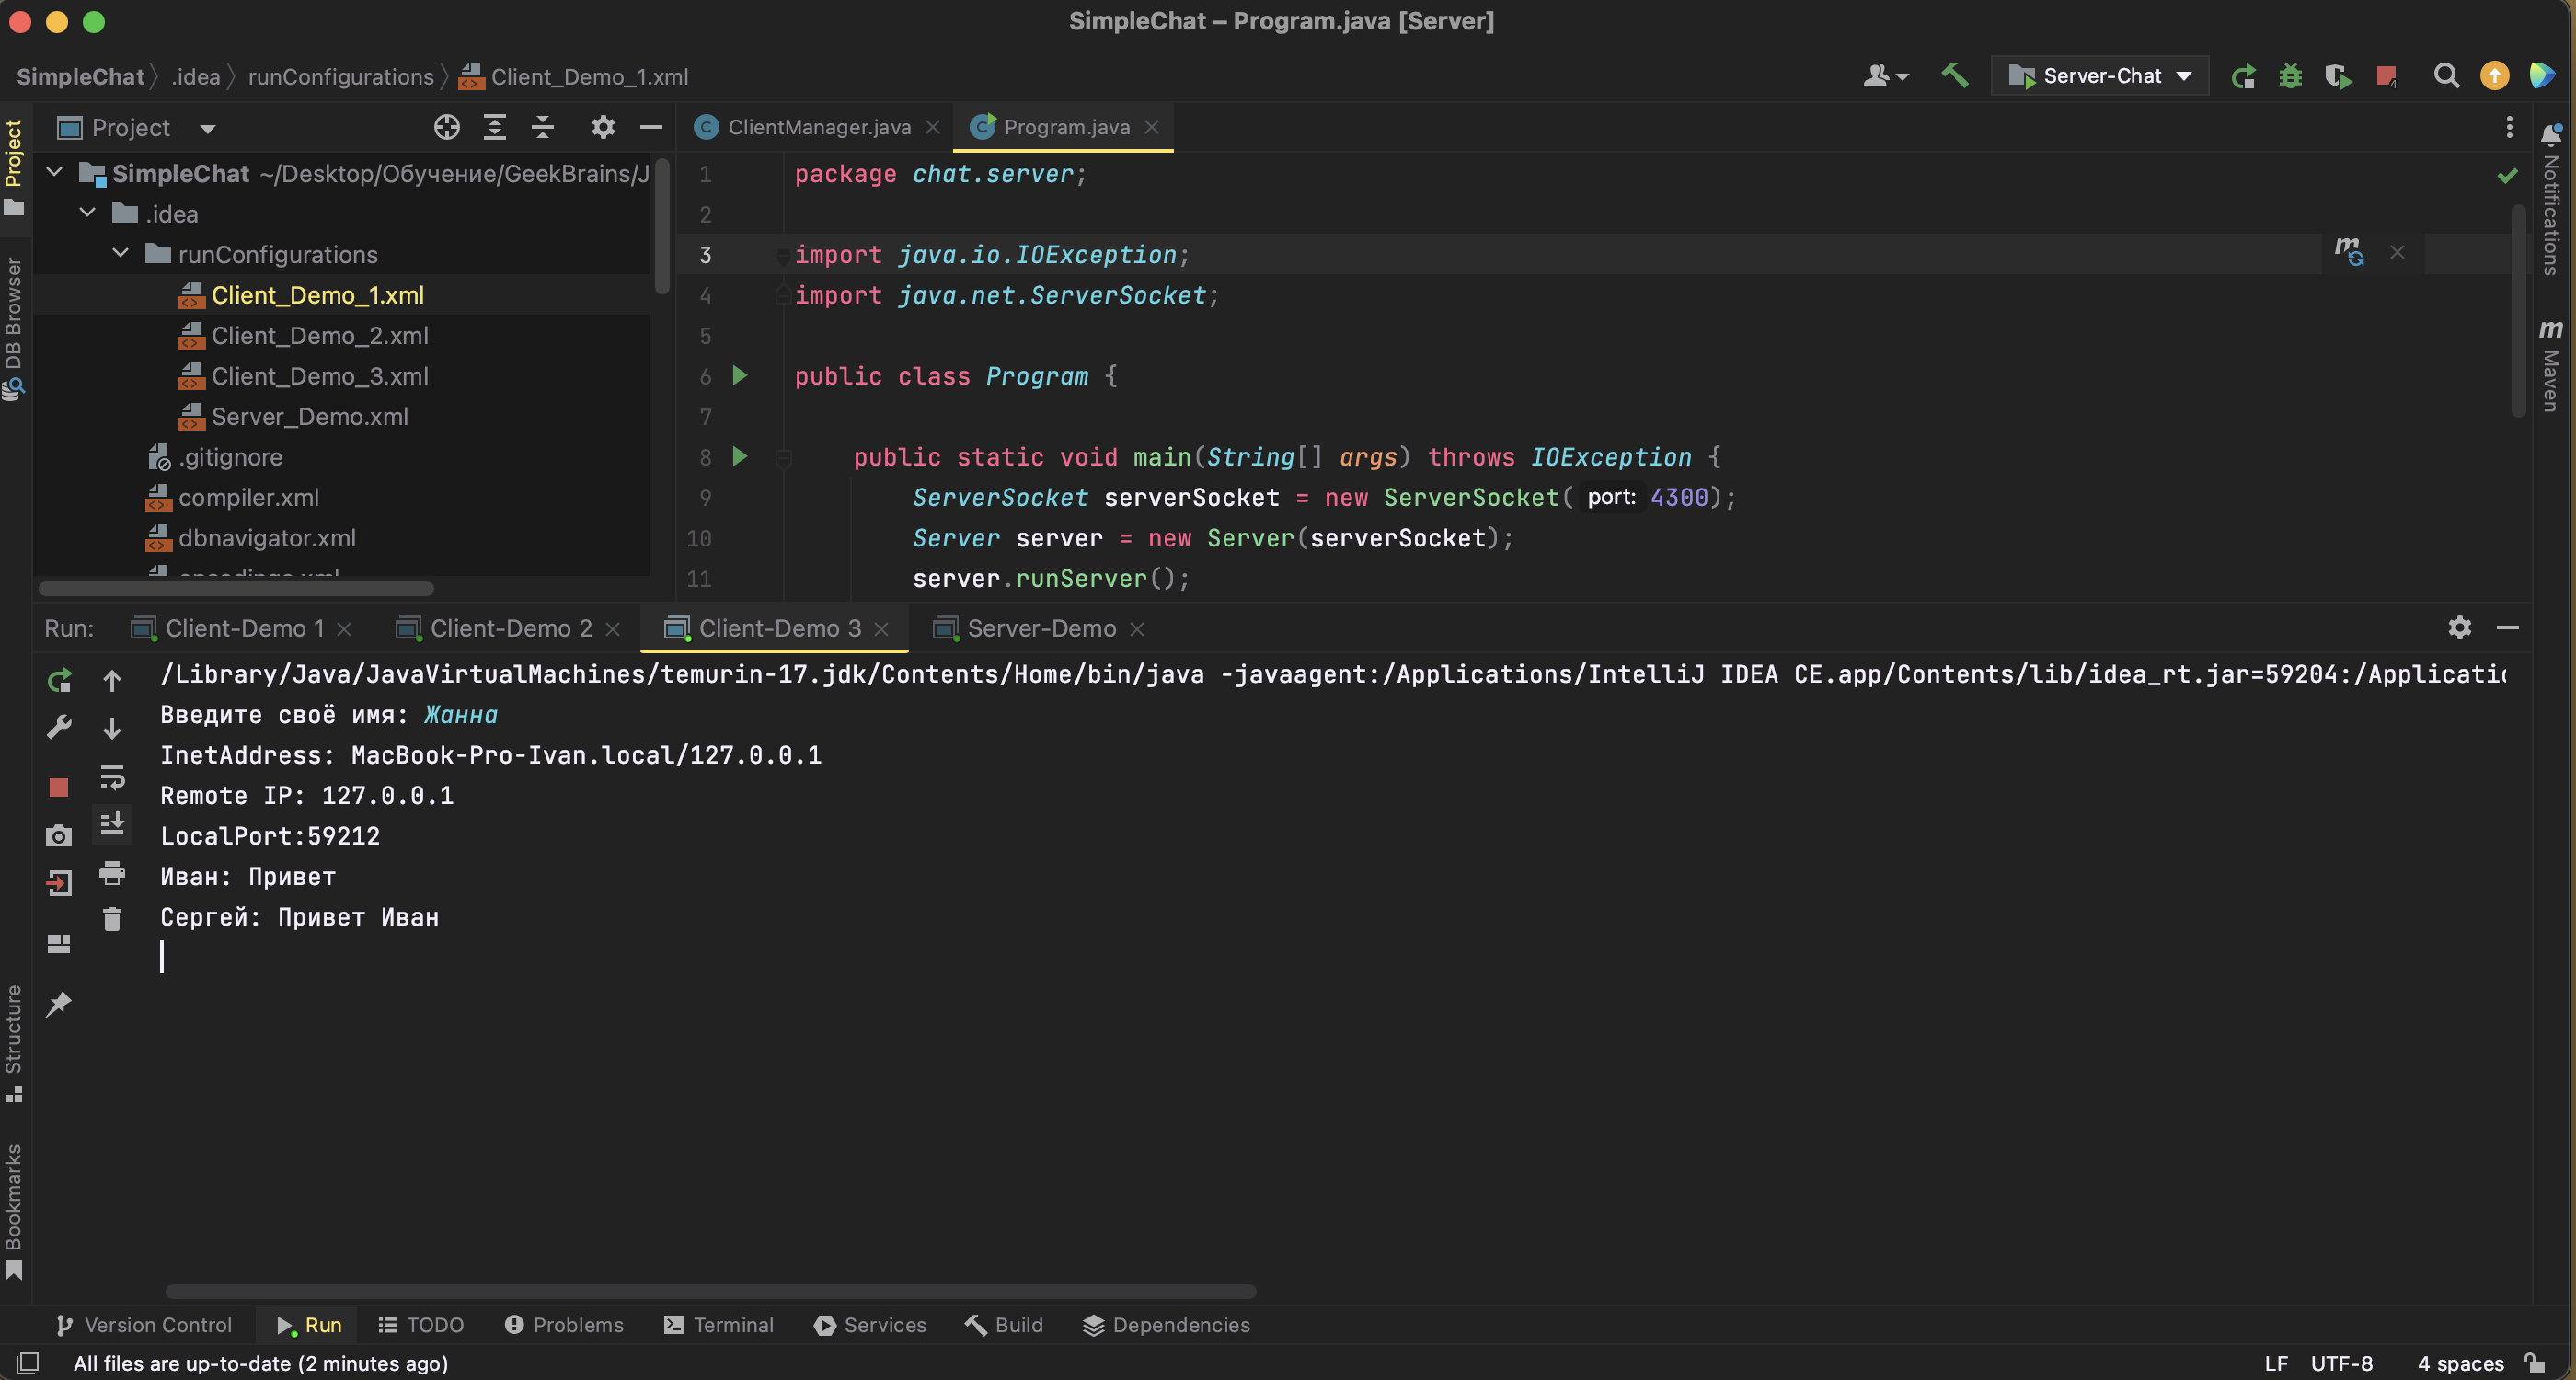 SimpleChat – Program.java [Server]
SimpleChat .idea runConfigurations Client_Demo_1.xml
Server-Chat
4
Project
ClientManager.java
Program.java
Project
DB Browser
Structure
Bookmarks
SimpleChat ~/Desktop/Обучение/GeekBrains/J
.idea
runConfigurations
Client_Demo_1.xml
Client_Demo_2.xml
Client_Demo_3.xml
Server_Demo.xml
.gitignore
compiler.xml
dbnavigator.xml
1 package chat.server;
2
3 import java.io.IOException;
4 import java.net.ServerSocket;
5
6 public class Program {
7
8 public static void main(String[] args) throws IOException {
9 ServerSocket serverSocket = new ServerSocket( port: 4300);
10 Server server = new Server(serverSocket);
11 server.runServer();
Notifications
m Maven
Run: Client-Demo 1 Client-Demo 2 Client-Demo 3 Server-Demo
/Library/Java/JavaVirtualMachines/temurin-17.jdk/Contents/Home/bin/java -javaagent:/Applications/IntelliJ IDEA CE.app/Contents/lib/idea_rt.jar=59204:/Applicatio
Введите своё имя: Жанна
InetAddress: MacBook-Pro-Ivan.local/127.0.0.1
Remote IP: 127.0.0.1
LocalPort:59212
Иван: Привет
Сергей: Привет Иван
Version Control Run TODO Problems Terminal Services Build Dependencies
All files are up-to-date (2 minutes ago)
LF UTF-8 4 spaces